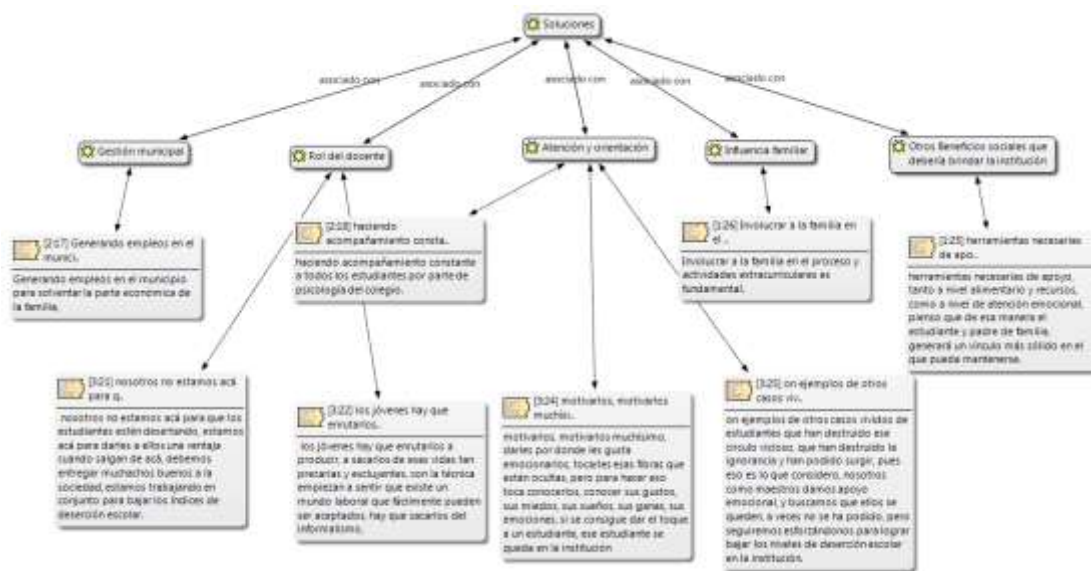 Soluciones
asociado con
asociado con
asociado con
asociado con
asociado con
Gestión municipal
Rol del docente
Atención y orientación
Influencia familiar
Otros Beneficios sociales que
debería brindar la institución
[2:17] Generando empleos en el
munici..
Generando empleos en el municipio
para solventar la parte economica de
la familia.
[2:18] haciendo
acompañamiento consta..
haciendo acompañamiento constante
a todos los estudiantes por parte de
psicología del colegio.
[1:26] Involucrar a la familia en
el ..
Involucrar a la familia en el proceso y
actividades extracurriculares es
fundamental.
[1:25] herramientas necesarias
de apo..
herramientas necesarias de apoyo,
tanto a nivel alimentario y recursos,
como a nivel de atención emocional,
pienso que de esa manera el
estudiante y padre de familia,
generará un vínculo más sólido en el
que pueda mantenerse.
[3:21] nosotros no estamos acá
para q..
nosotros no estamos acá para que los
estudiantes estén desertando, estamos
acá para darles a ellos una ventaja
cuando salgan de acá, debemos
entregar muchachos buenos a la
sociedad, estamos trabajando en
conjunto para bajar los índices de
deserción escolar.
[3:22] los jóvenes hay que
enrutarlos..
los jóvenes hay que enrutarlos a
producir, a sacarlos de esas vidas tan
precarias y excluyentes, con la técnica
empiezan a sentir que existe un
mundo laboral que fácilmente pueden
ser aceptados, hay que sacarlos del
informalismo.
[3:24] motivarlos, motivarlos
muchísi..
motivarlos, motivarlos muchísimo,
darles por donde les gusta
emocionarlos, tocarles esas fibras que
están ocultas, pero para hacer eso
toca conocerlos, conocer sus gustos,
sus miedos, sus sueños, sus ganas, sus
emociones, si se consigue dar el toque
a un estudiante, ese estudiante se
queda en la institución
[3:25] on ejemplos de otros
casos viv..
on ejemplos de otros casos vividos de
estudiantes que han destruido ese
círculo vicioso, que han destruido la
ignorancia y han podido surgir, pues
eso es lo que considero, nosotros
como maestros damos apoyo
emocional, y buscamos que ellos se
queden, a veces no se ha podido, pero
seguiremos esforzándonos para lograr
bajar los niveles de deserción escolar
en la institución.